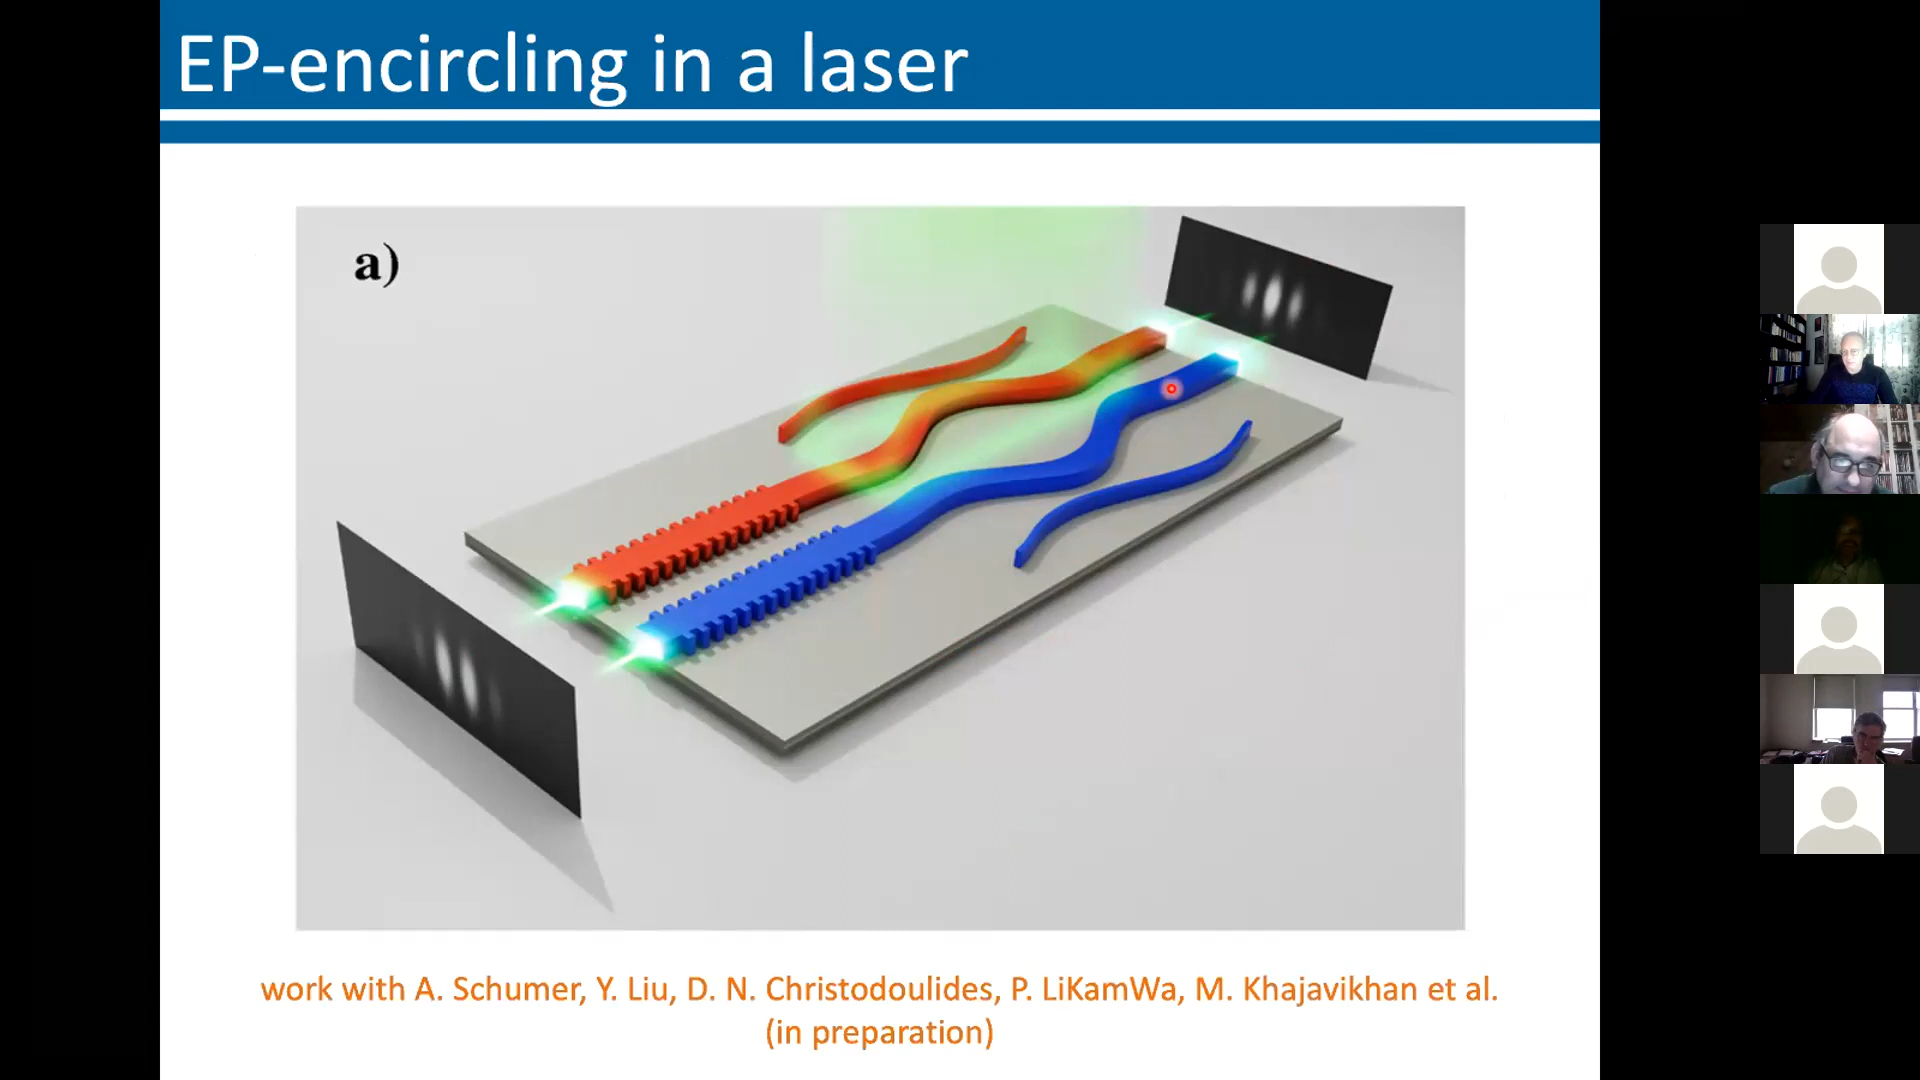 EP-encircling in a laser
a)
work with A. Schumer, Y. Liu, D. N. Christodoulides, P. LiKamWa, M. Khajavikhan et al.
(in preparation)